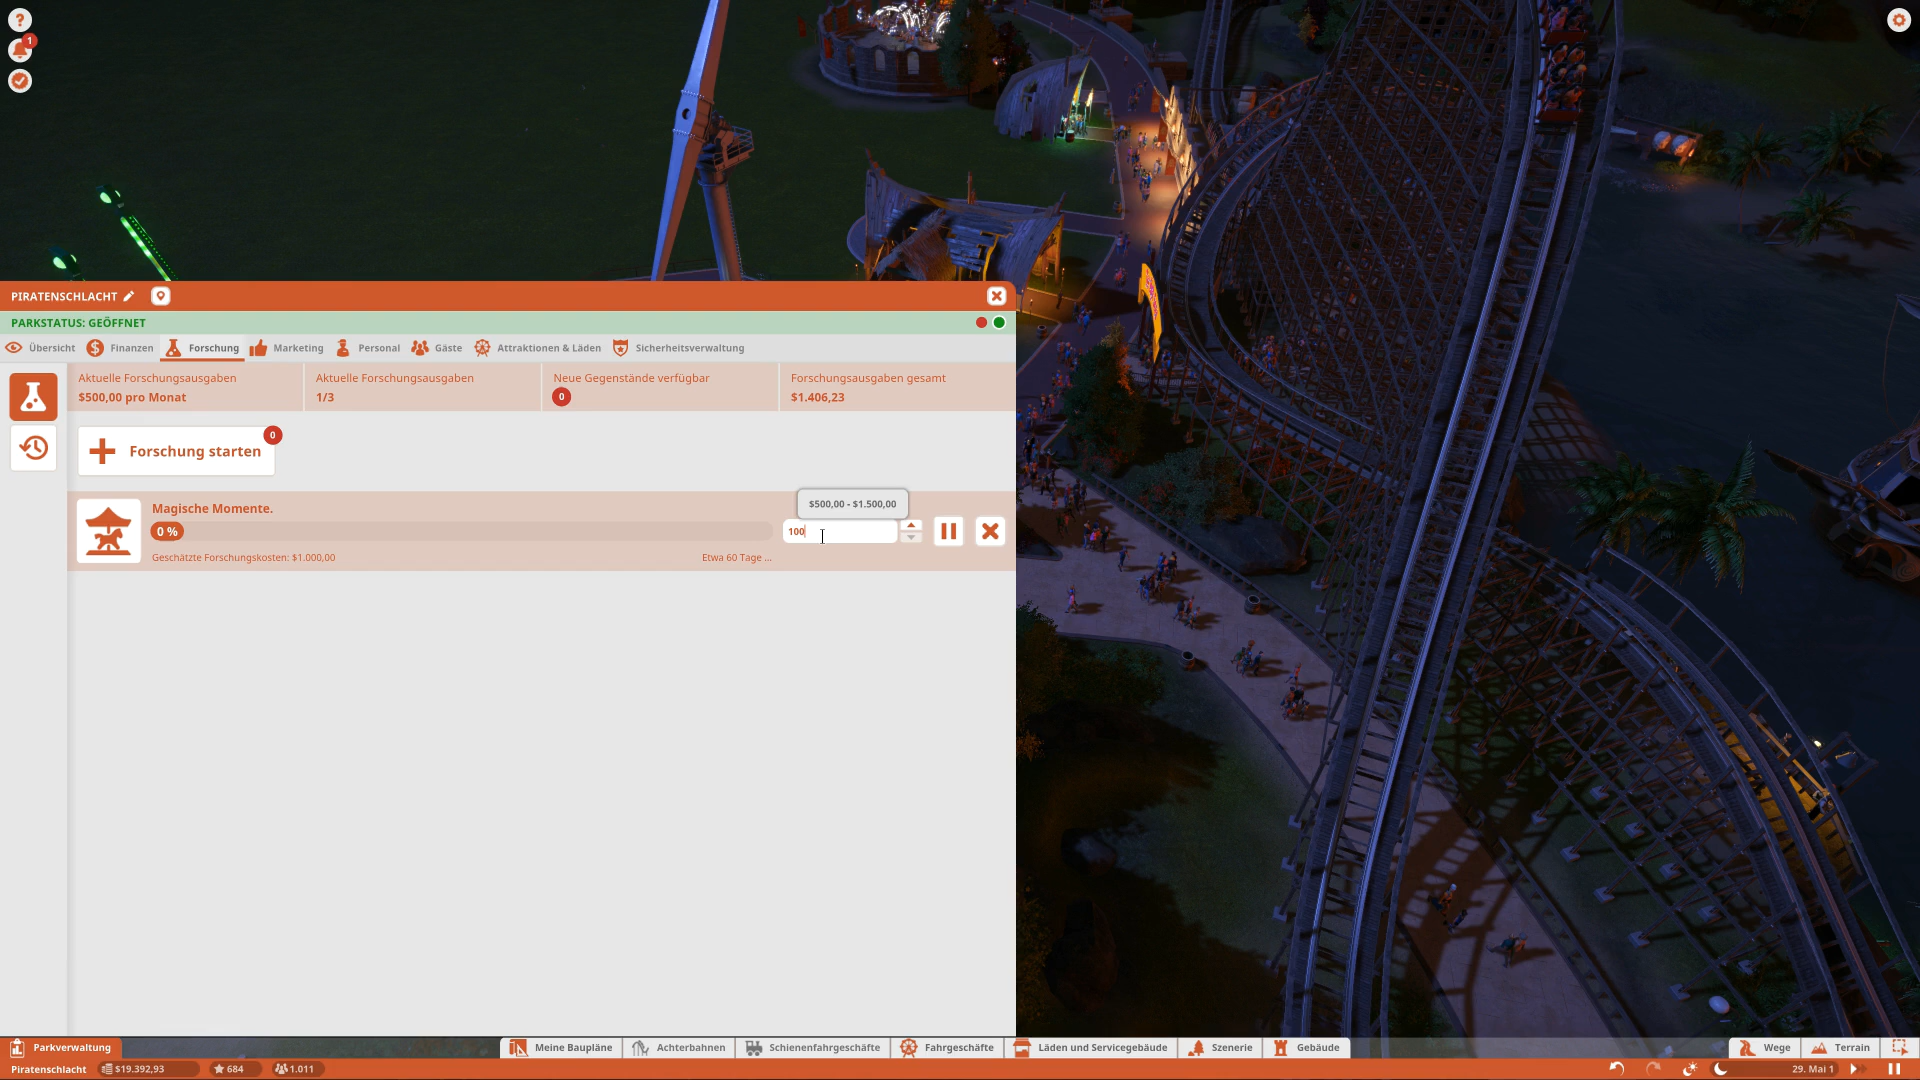 ?
1
PIRATENSCHLACHT
PARKSTATUS: GEÖFFNET
Übersicht
Finanzen
Forschung
Marketing
Personal
Gäste
Attraktionen & Läden
Sicherheitsverwaltung
Aktuelle Forschungsausgaben
$500,00 pro Monat
Aktuelle Forschungsausgaben
1/3
Neue Gegenstände verfügbar
0
Forschungsausgaben gesamt
$1.406,23
Forschung starten
0
Magische Momente.
0 %
Geschätzte Forschungskosten: $1.000,00
Etwa 60 Tage ...
$500,00 - $1.500,00
100
Parkverwaltung
Meine Baupläne
Achterbahnen
Schienenfahrgeschäfte
Fahrgeschäfte
Läden und Servicegebäude
Szenerie
Gebäude
Wege
Terrain
Piratenschlacht
$19.392,93
684
1.011
29. Mai 1